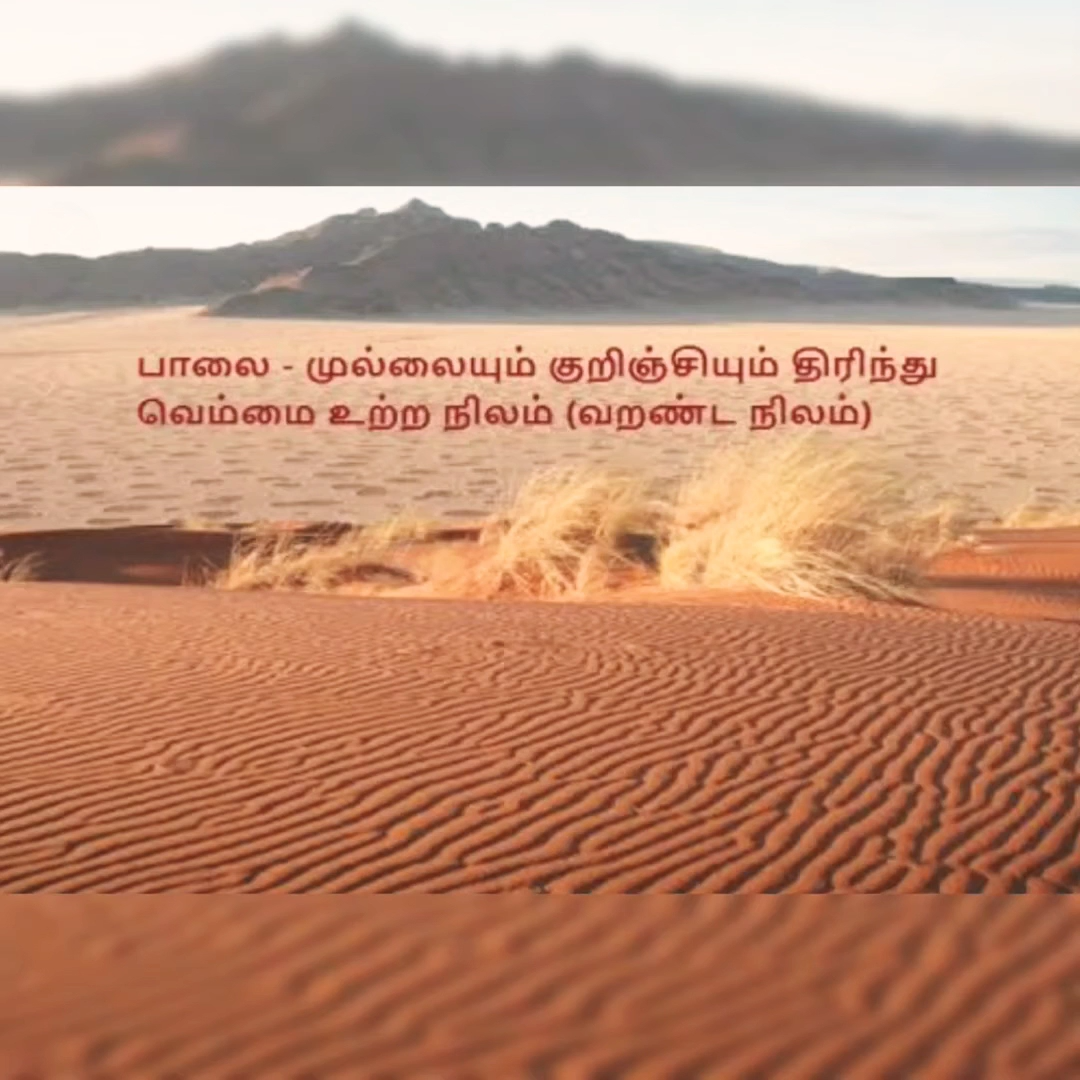 பாலை - முல்லையும் குறிஞ்சியும் திரிந்து
வெம்மை உற்ற நிலம் (வறண்ட நிலம்)